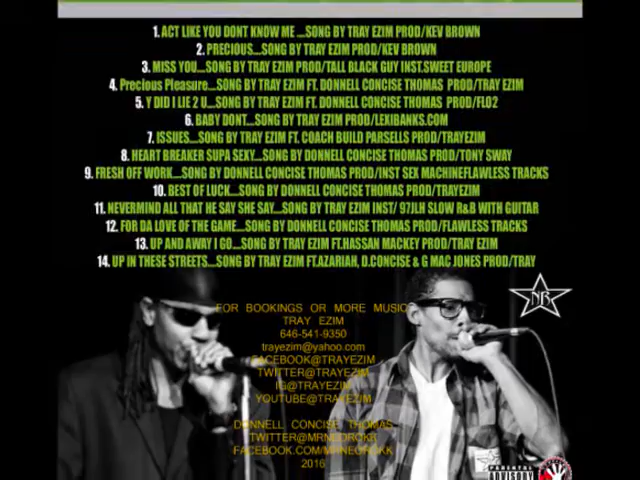 1. ACT LIKE YOU DONT KNOW ME ....SONG BY TRAY EZIM PROD/KEV BROWN
2. PRECIOUS....SONG BY TRAY EZIM PROD/KEV BROWN
3. MISS YOU....SONG BY TRAY EZIM PROD/TALL BLACK GUY INST.SWEET EUROPE
4. Precious Pleasure....SONG BY TRAY EZIM FT. DONNELL CONCISE THOMAS PROD/TRAY EZIM
5. Y DID I LIE 2 U....SONG BY TRAY EZIM FT. DONNELL CONCISE THOMAS PROD/FLO2
6. BABY DONT....SONG BY TRAY EZIM PROD/LEXIBANKS.COM
7. ISSUES....SONG BY TRAY EZIM FT. COACH BUILD PARSELLS PROD/TRAYEZIM
8. HEART BREAKER SUPA SEXY....SONG BY DONNELL CONCISE THOMAS PROD/TONY SWAY
9. FRESH OFF WORK....SONG BY DONNELL CONCISE THOMAS PROD/INST SEX MACHINEFLAWLESS TRACKS
10. BEST OF LUCK....SONG BY DONNELL CONCISE THOMAS PROD/TRAYEZIM
11. NEVERMIND ALL THAT HE SAY SHE SAY....SONG BY TRAY EZIM INST/ 97JLH SLOW R&B WITH GUITAR
12. FOR DA LOVE OF THE GAME....SONG BY DONNELL CONCISE THOMAS PROD/FLAWLESS TRACKS
13. UP AND AWAY I GO....SONG BY TRAY EZIM FT.HASSAN MACKEY PROD/TRAY EZIM
14. UP IN THESE STREETS....SONG BY TRAY EZIM FT.AZARIAH, D.CONCISE & G MAC JONES PROD/TRAY
FOR BOOKINGS OR MORE MUSIC
TRAY EZIM
646-541-9350
trayezim@yahoo.com
FACEBOOK@TRAYEZIM
TWITTER@TRAYEZIM
IG@TRAYEZIM
YOUTUBE@TRAYEZIM
DONNELL CONCISE THOMAS
TWITTER@MRNEGROKK
FACEBOOK.COM/MRNEGROKK
2016
PARENTAL
ADVISORY